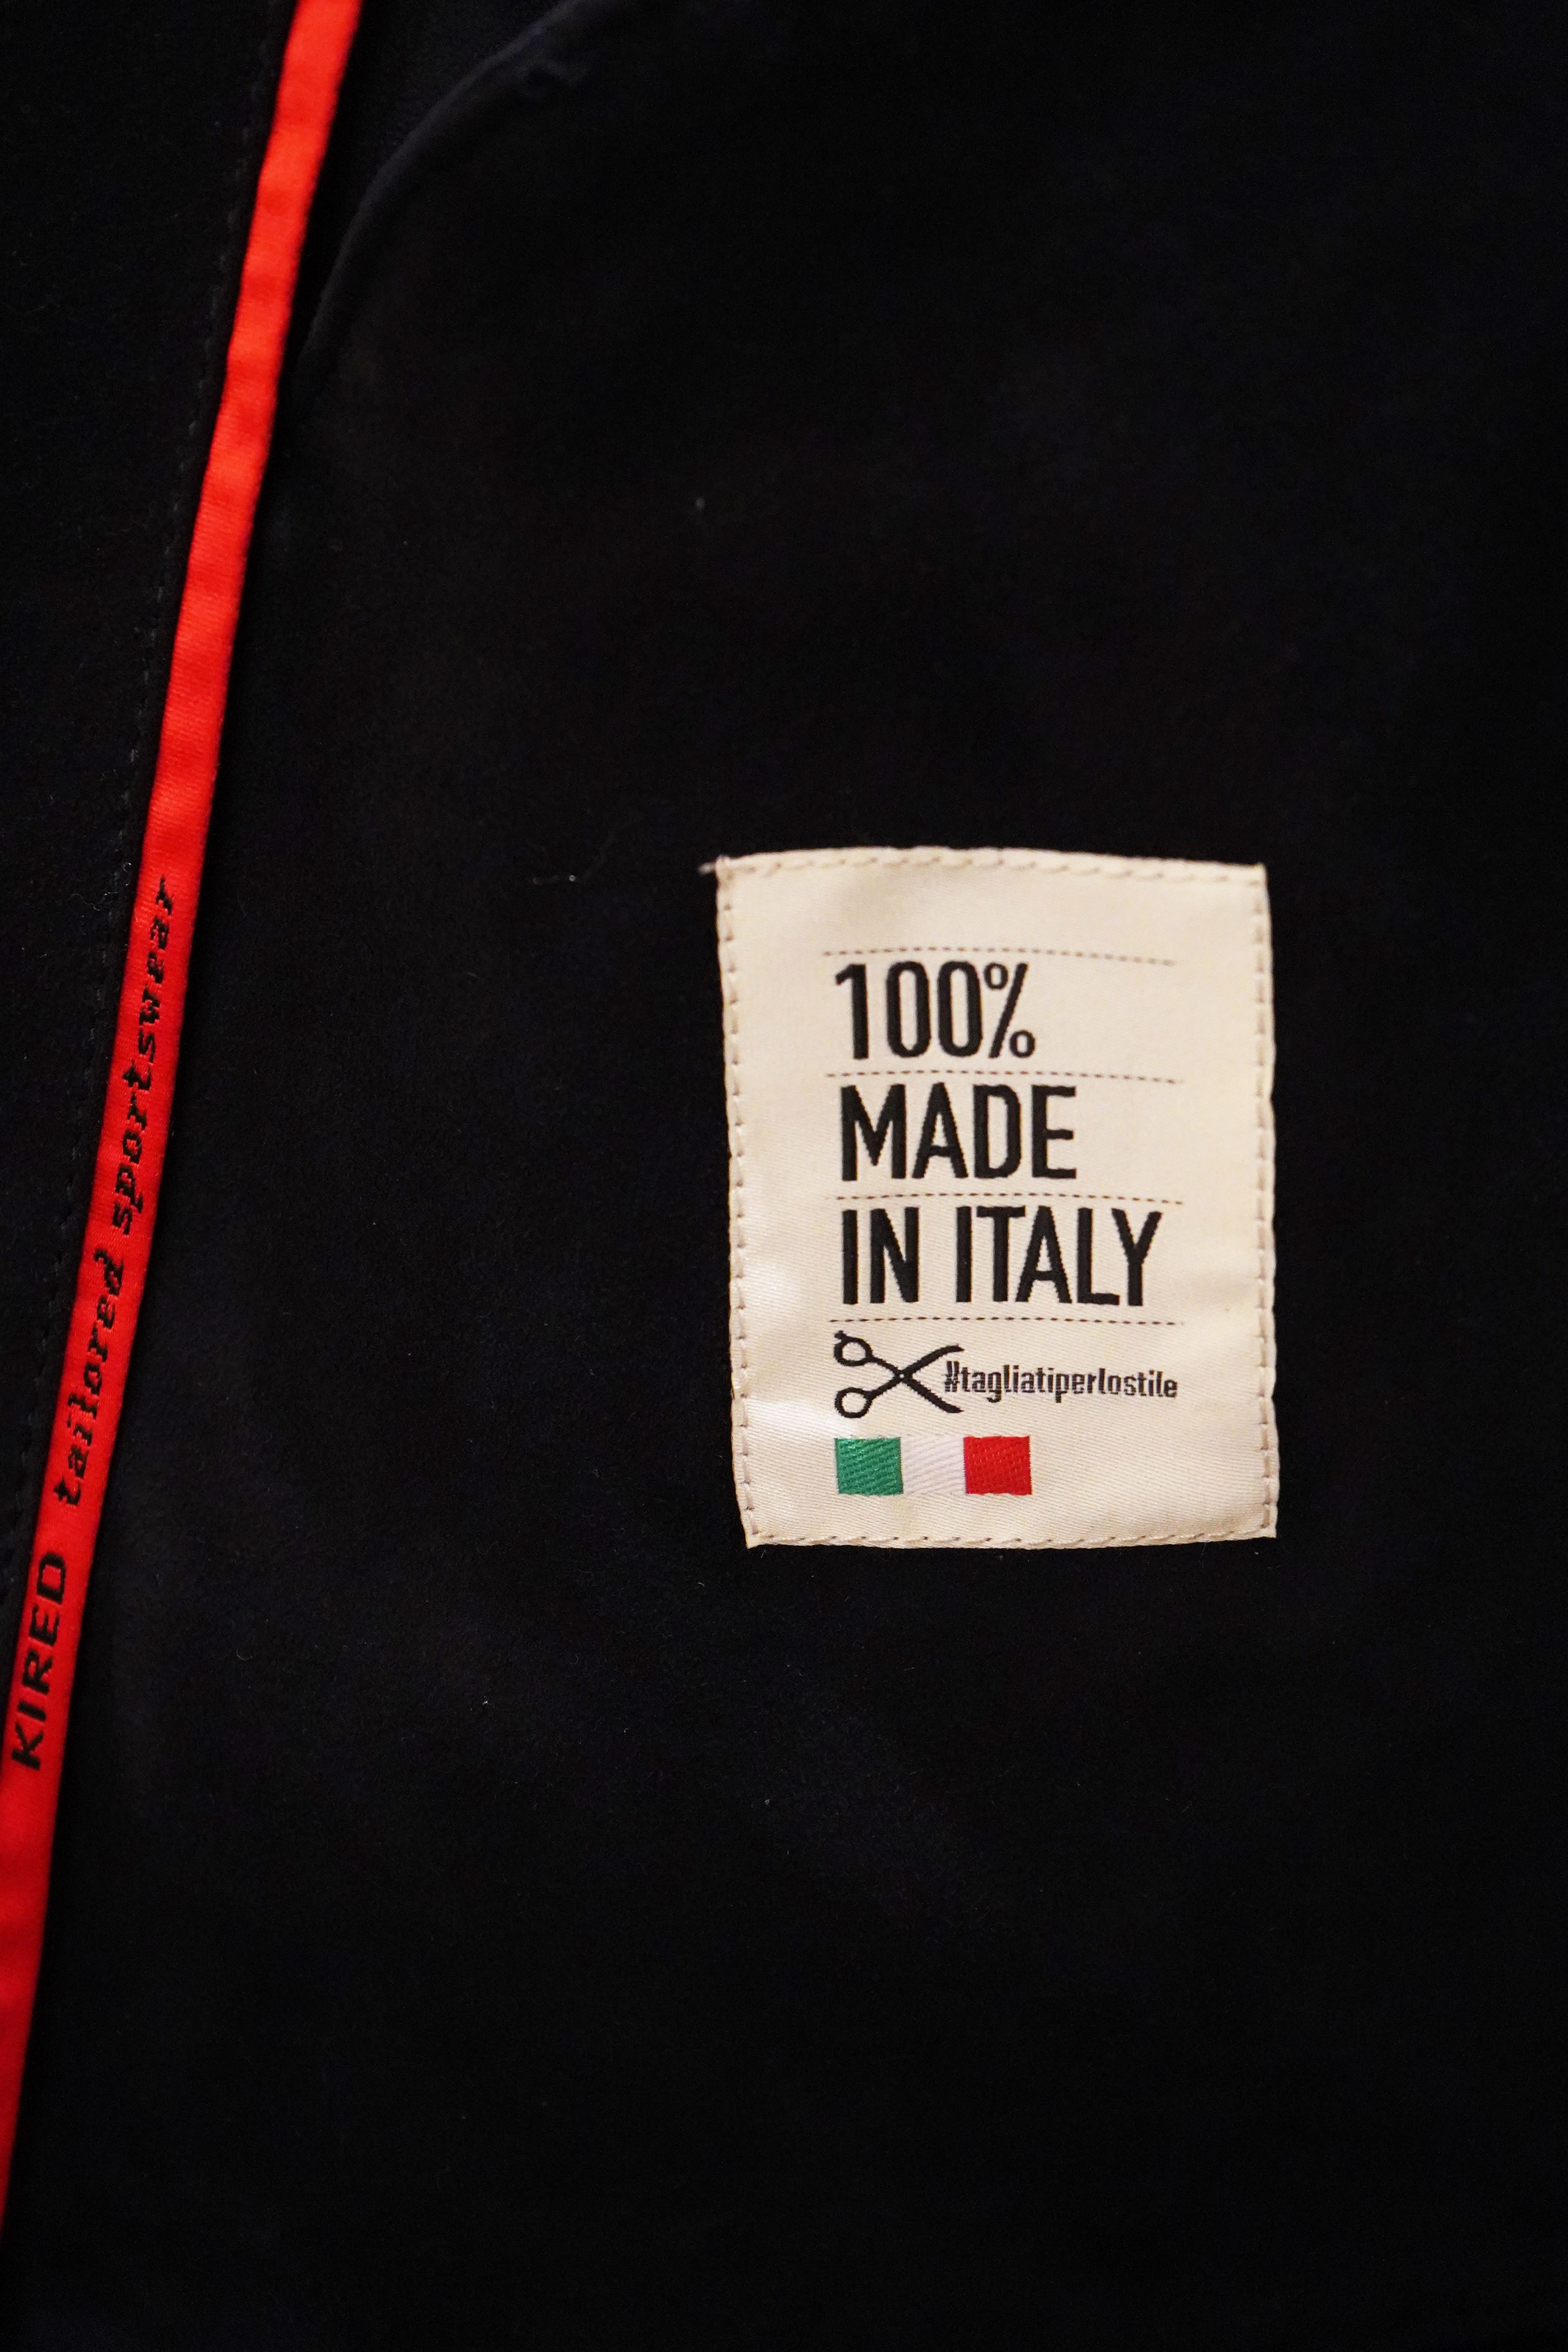 KIRED tailored sportswear
100%
MADE
IN ITALY
#tagliatiperlostile